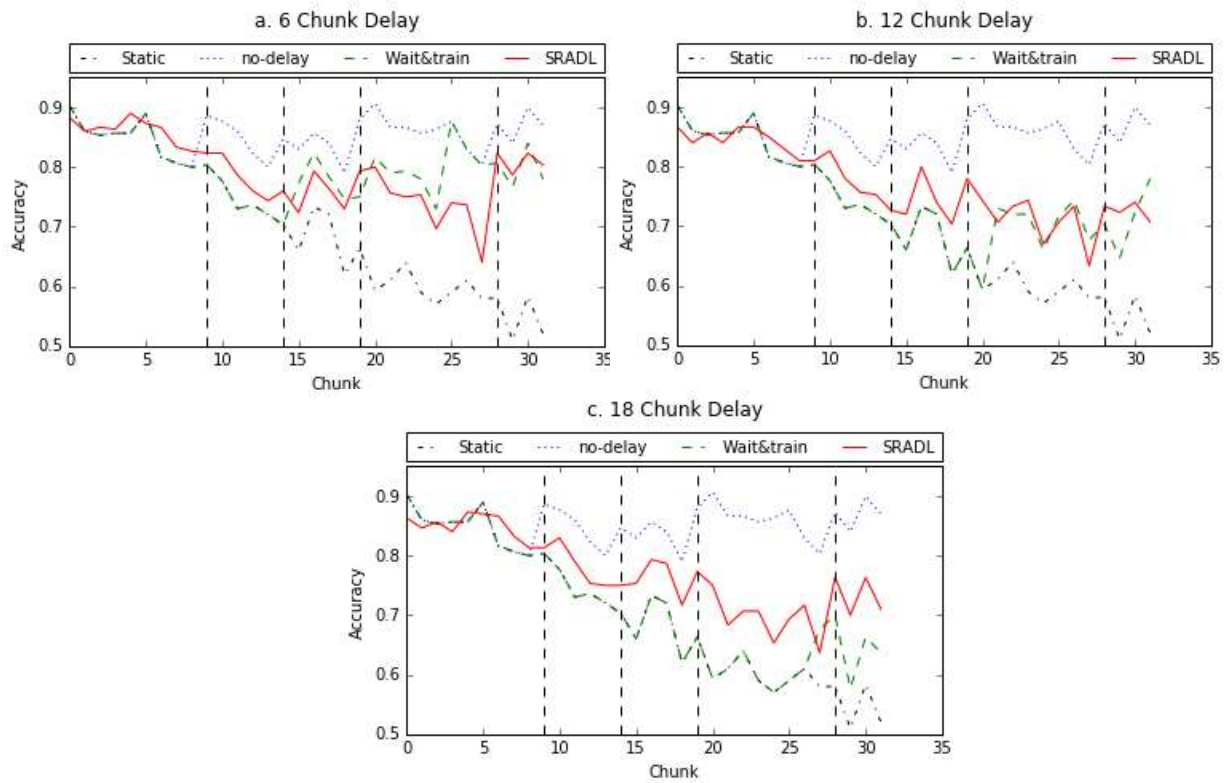 a. 6 Chunk Delay
Static no-delay Wait&train SRADL
0.9
0.8
0.7
0.6
0.5
Accuracy
0 5 10 15 20 25 30 35
Chunk
b. 12 Chunk Delay
Static no-delay Wait&train SRADL
0.9
0.8
0.7
0.6
0.5
Accuracy
0 5 10 15 20 25 30 35
Chunk
c. 18 Chunk Delay
Static no-delay Wait&train SRADL
0.9
0.8
0.7
0.6
0.5
Accuracy
0 5 10 15 20 25 30 35
Chunk